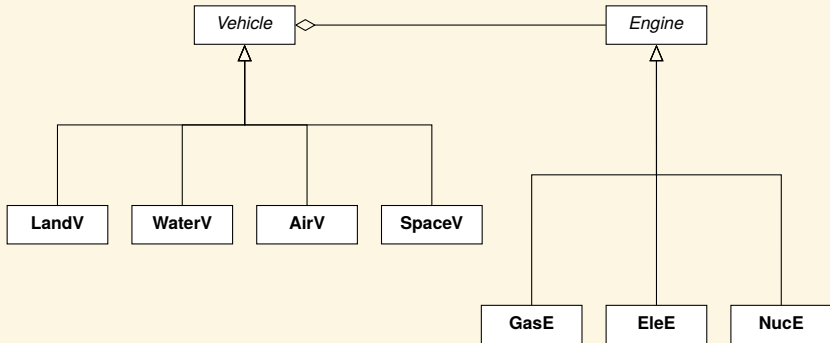 Vehicle
Engine
LandV
WaterV
AirV
SpaceV
GasE
EleE
NucE